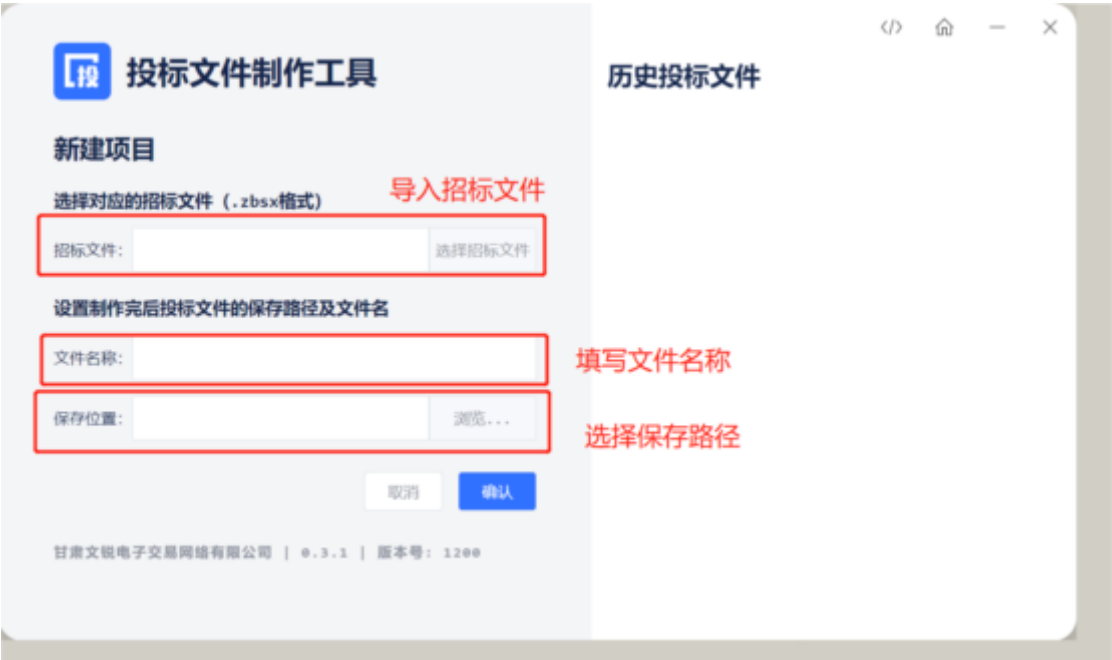 投
投标文件制作工具
历史投标文件
新建项目
导入招标文件
选择对应的招标文件 (.zbsx格式)
招标文件:
选择招标文件
设置制作完后投标文件的保存路径及文件名
文件名称:
填写文件名称
保存位置:
浏览...
选择保存路径
取消
确认
甘肃文锐电子交易网络有限公司 | 0.3.1 | 版本号: 1200